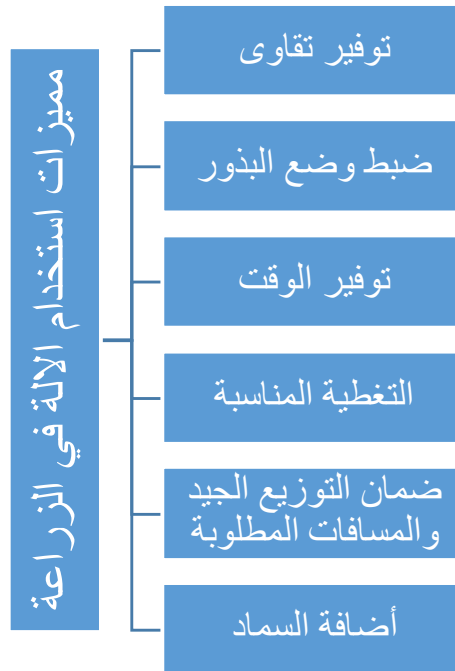 مميزات استخدام الالة في الزراعة
توفير تقاوى
ضبط وضع البذور
توفير الوقت
التغطية المناسبة
ضمان التوزيع الجيد
والمسافات المطلوبة
أضافة السماد